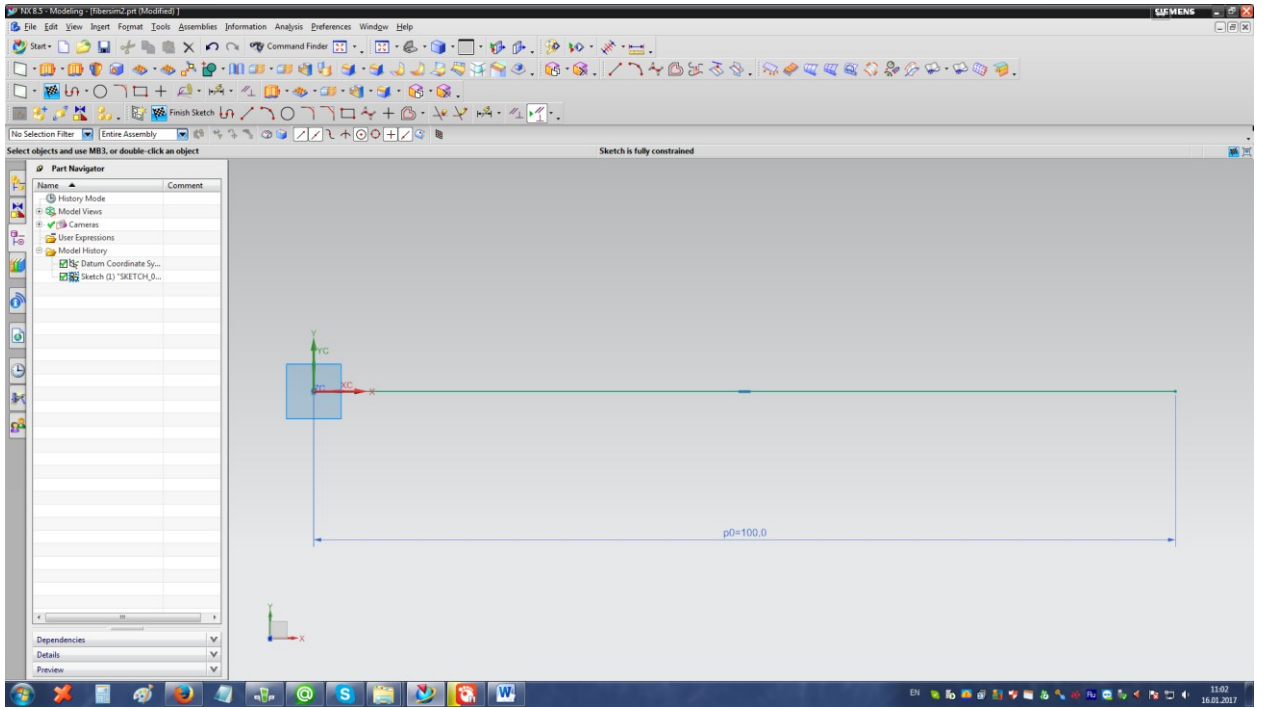 NX 8.5 - Modeling - [fibersim2.prt (Modified) ]
SIEMENS
File Edit View Insert Format Tools Assemblies Information Analysis Preferences Window Help
Start Command Finder
Finish Sketch
No Selection Filter Entire Assembly
Select objects and use MB3, or double-click an object
Sketch is fully constrained
Part Navigator
Name Comment
History Mode
Model Views
Cameras
User Expressions
Model History
Datum Coordinate Sy...
Sketch (1) "SKETCH_0...
Y
YC
ZC XC X
p0=100,0
Y
X
Dependencies
Details
Preview
EN
11:02
16.01.2017